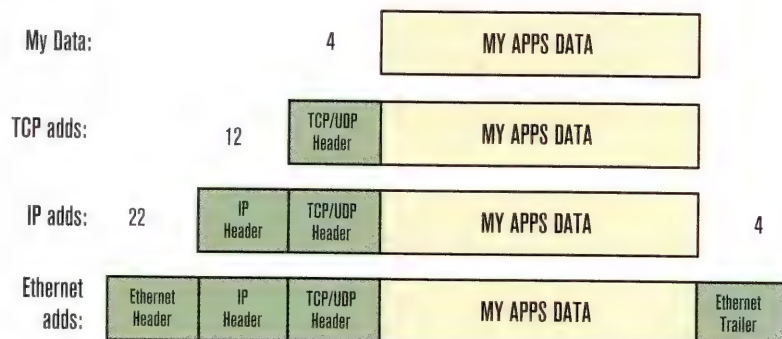 My Data: 4 MY APPS DATA
TCP adds: 12 TCP/UDP Header MY APPS DATA
IP adds: 22 IP Header TCP/UDP Header MY APPS DATA 4
Ethernet adds: Ethernet Header IP Header TCP/UDP Header MY APPS DATA Ethernet Trailer